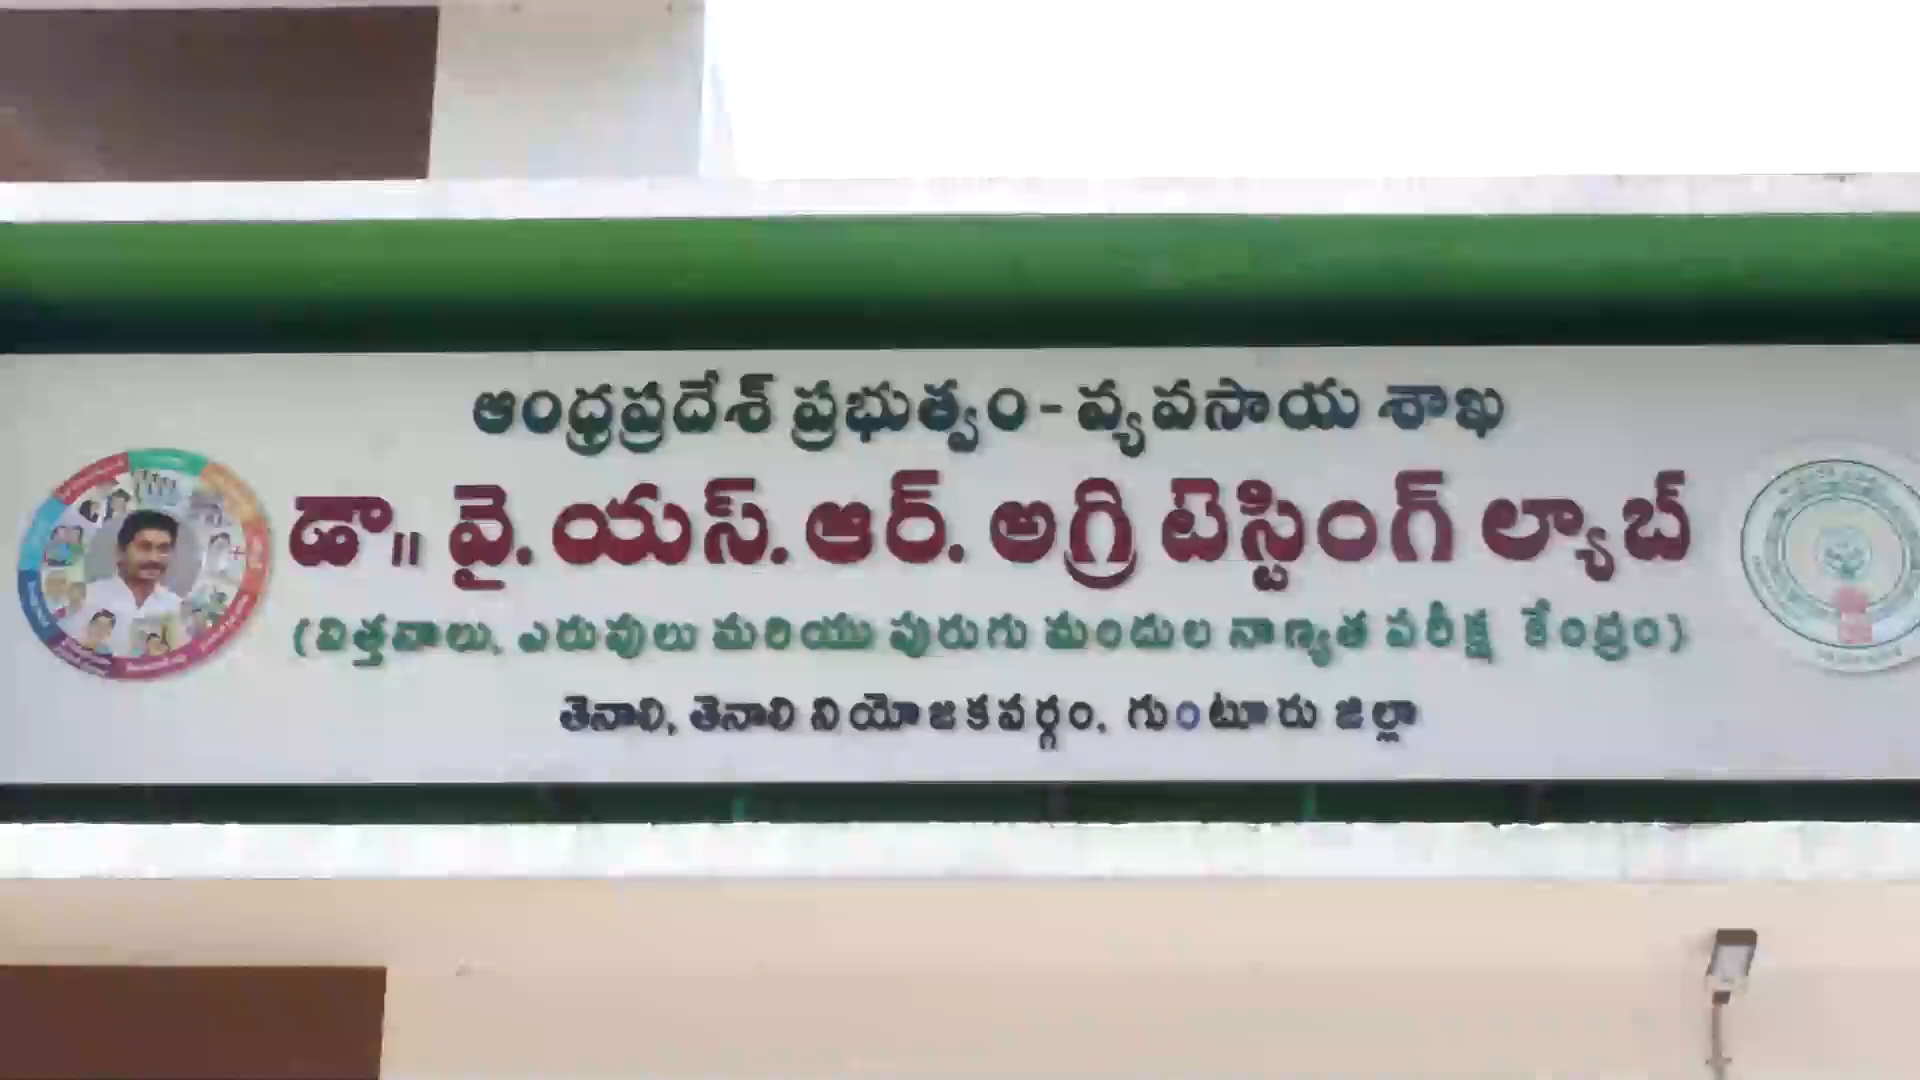 ఆంధ్రప్రదేశ్ ప్రభుత్వం - వ్యవసాయ శాఖ
డా॥ వై. యస్. ఆర్. అగ్రి టెస్టింగ్ ల్యాబ్
(విత్తనాలు, ఎరువులు మరియు పురుగు మందుల నాణ్యత పరీక్ష కేంద్రం)
తెనాలి, తెనాలి నియోజకవర్గం, గుంటూరు జిల్లా